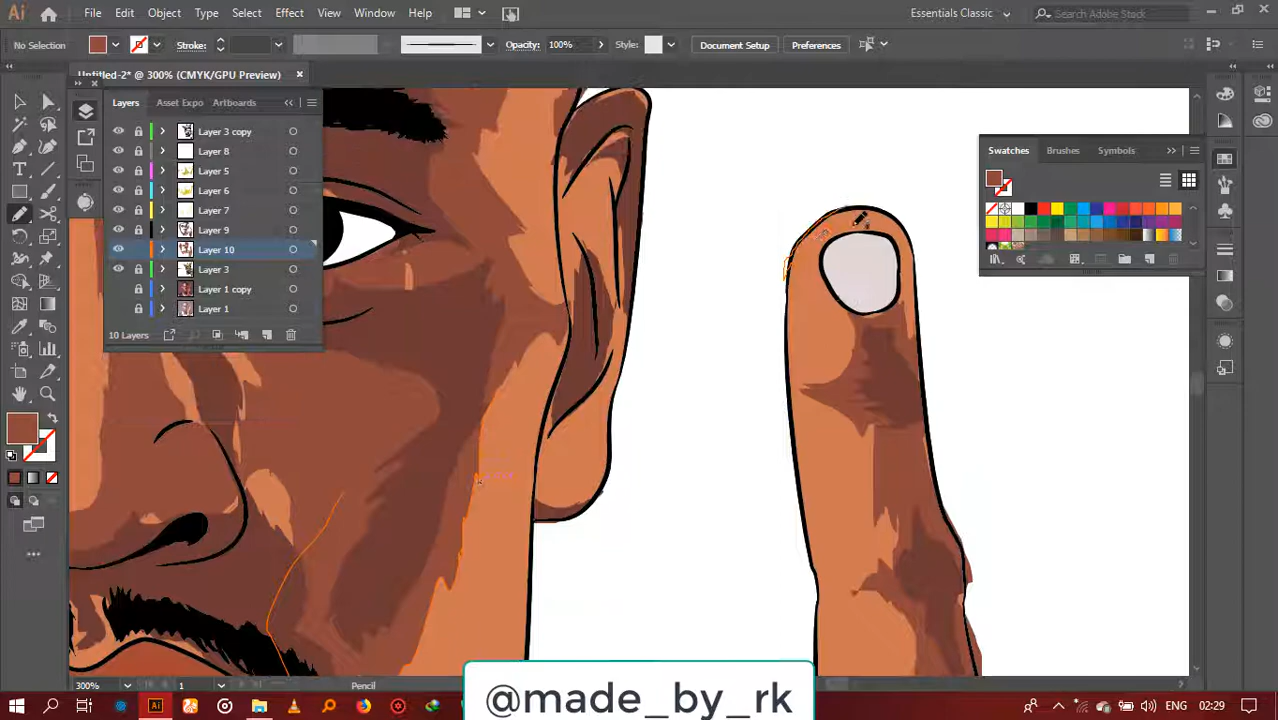 Ai File Edit Object Type Select Effect View Window Help Essentials Classic Search Adobe Stock
No Selection Stroke: Opacity: 100% Style: Document Setup Preferences
Untitled-2* @ 300% (CMYK/GPU Preview)
Layers Asset Expo Artboards
Layer 3 copy
Layer 8
Layer 5
Layer 6
Layer 7
Layer 9
Layer 10
Layer 3
Layer 1 copy
Layer 1
10 Layers
Swatches Brushes Symbols
300% 1 Pencil
@made_by_rk
Ai ENG 02:29